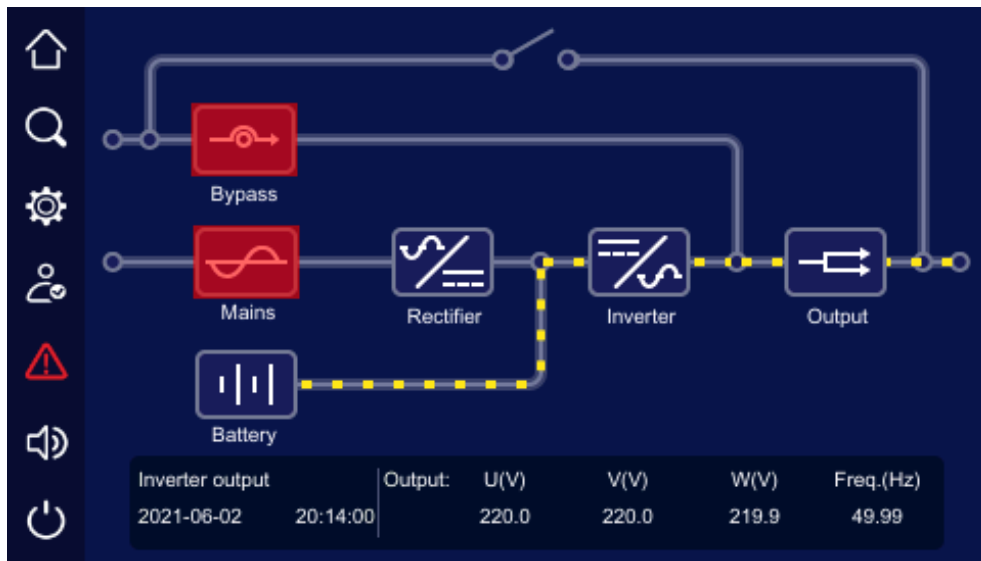 Bypass
Mains
Rectifier
Inverter
Output
Battery
Inverter output
Output: U(V) V(V) W(V) Freq.(Hz)
2021-06-02 20:14:00 220.0 220.0 219.9 49.99